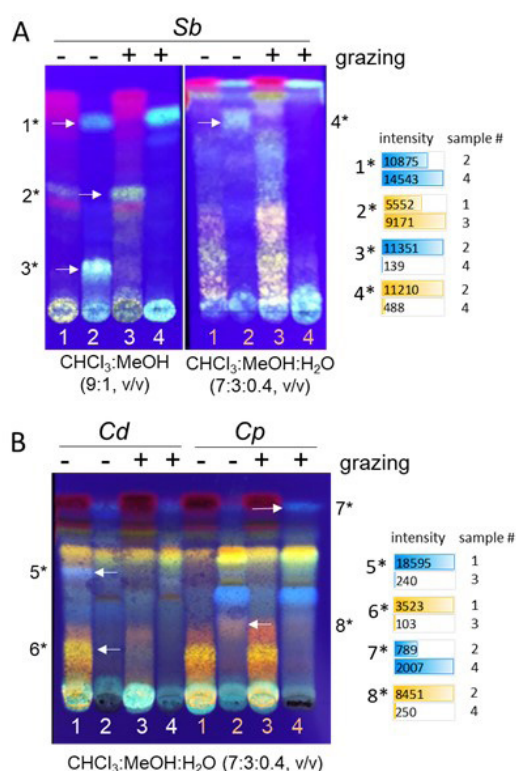 A
Sb
- - + + - - + + grazing
1*
2*
3*
4*
1 2 3 4 1 2 3 4
CHCl₃:MeOH
(9:1, v/v)
CHCl₃:MeOH:H₂O
(7:3:0.4, v/v)
intensity sample #
1* 10875 2
14543 4
2* 5552 1
9171 3
3* 11351 2
139 4
4* 11210 2
488 4
B
Cd Cp
- - + + - - + + grazing
5*
6*
7*
8*
1 2 3 4 1 2 3 4
CHCl₃:MeOH:H₂O (7:3:0.4, v/v)
intensity sample #
5* 18595 1
240 3
6* 3523 1
103 3
7* 789 2
2007 4
8* 8451 2
250 4